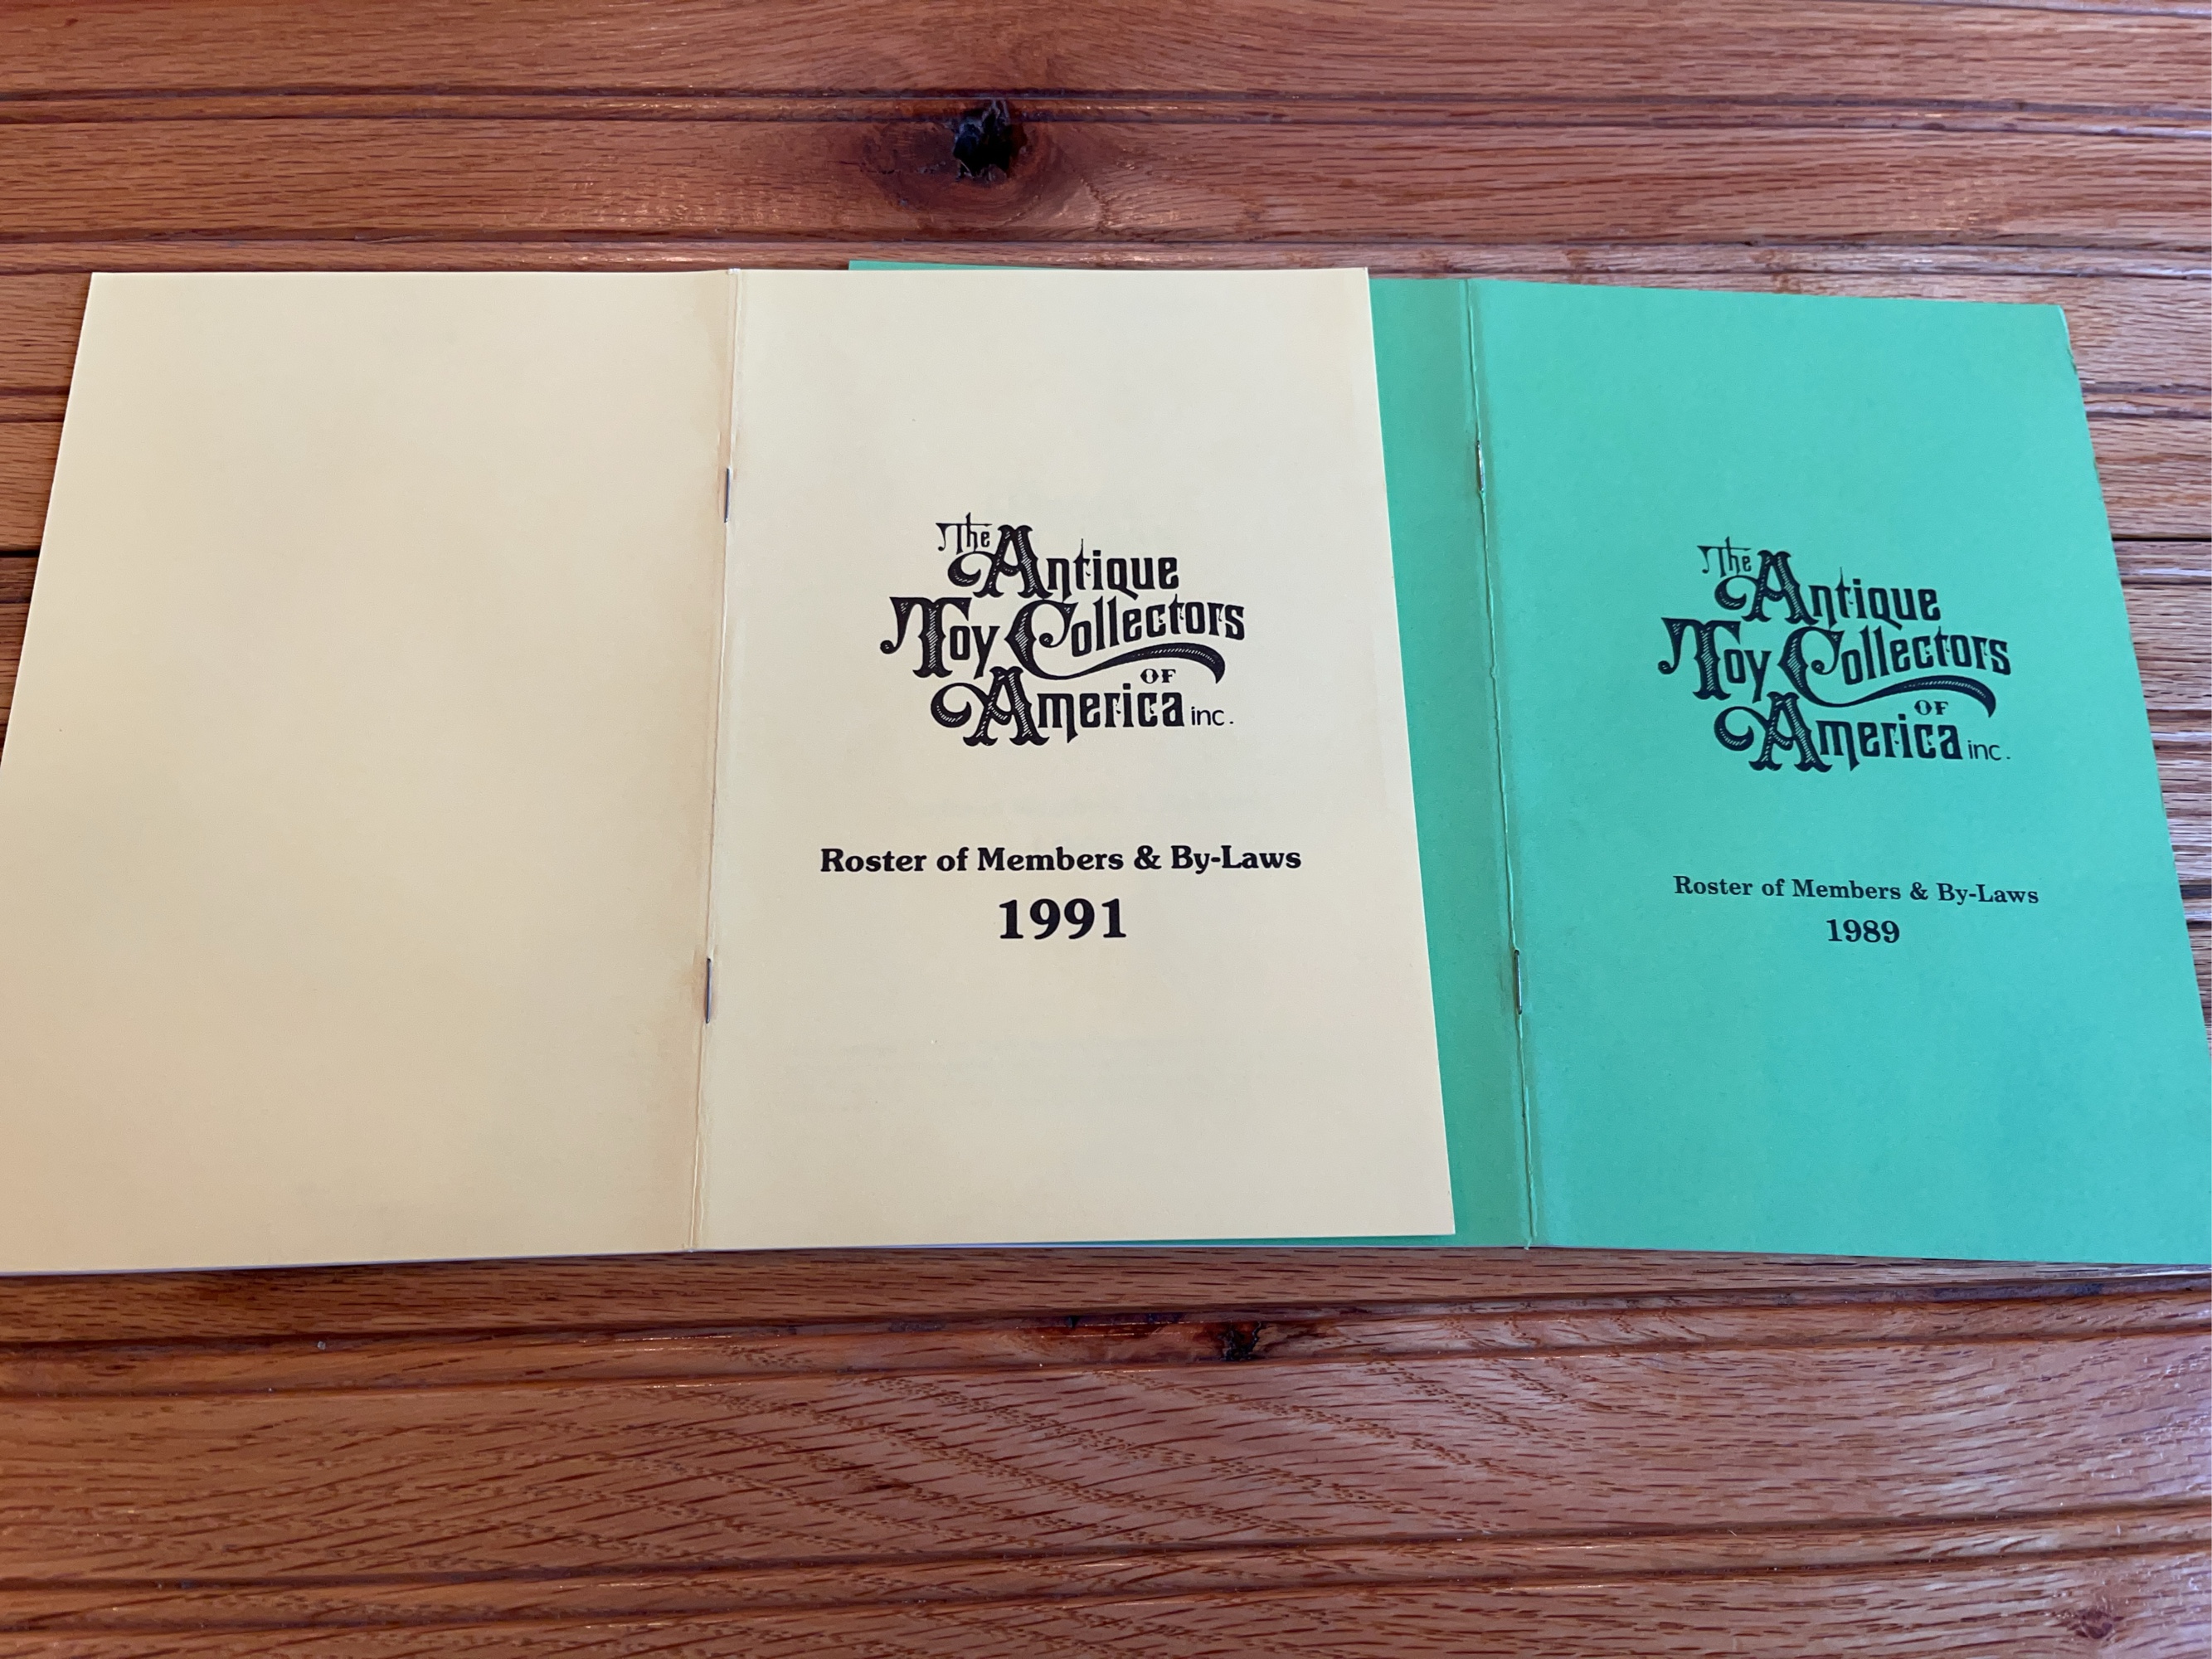 The Antique
Toy Collectors
OF
America inc.
Roster of Members & By-Laws
1991
The Antique
Toy Collectors
OF
America inc.
Roster of Members & By-Laws
1989